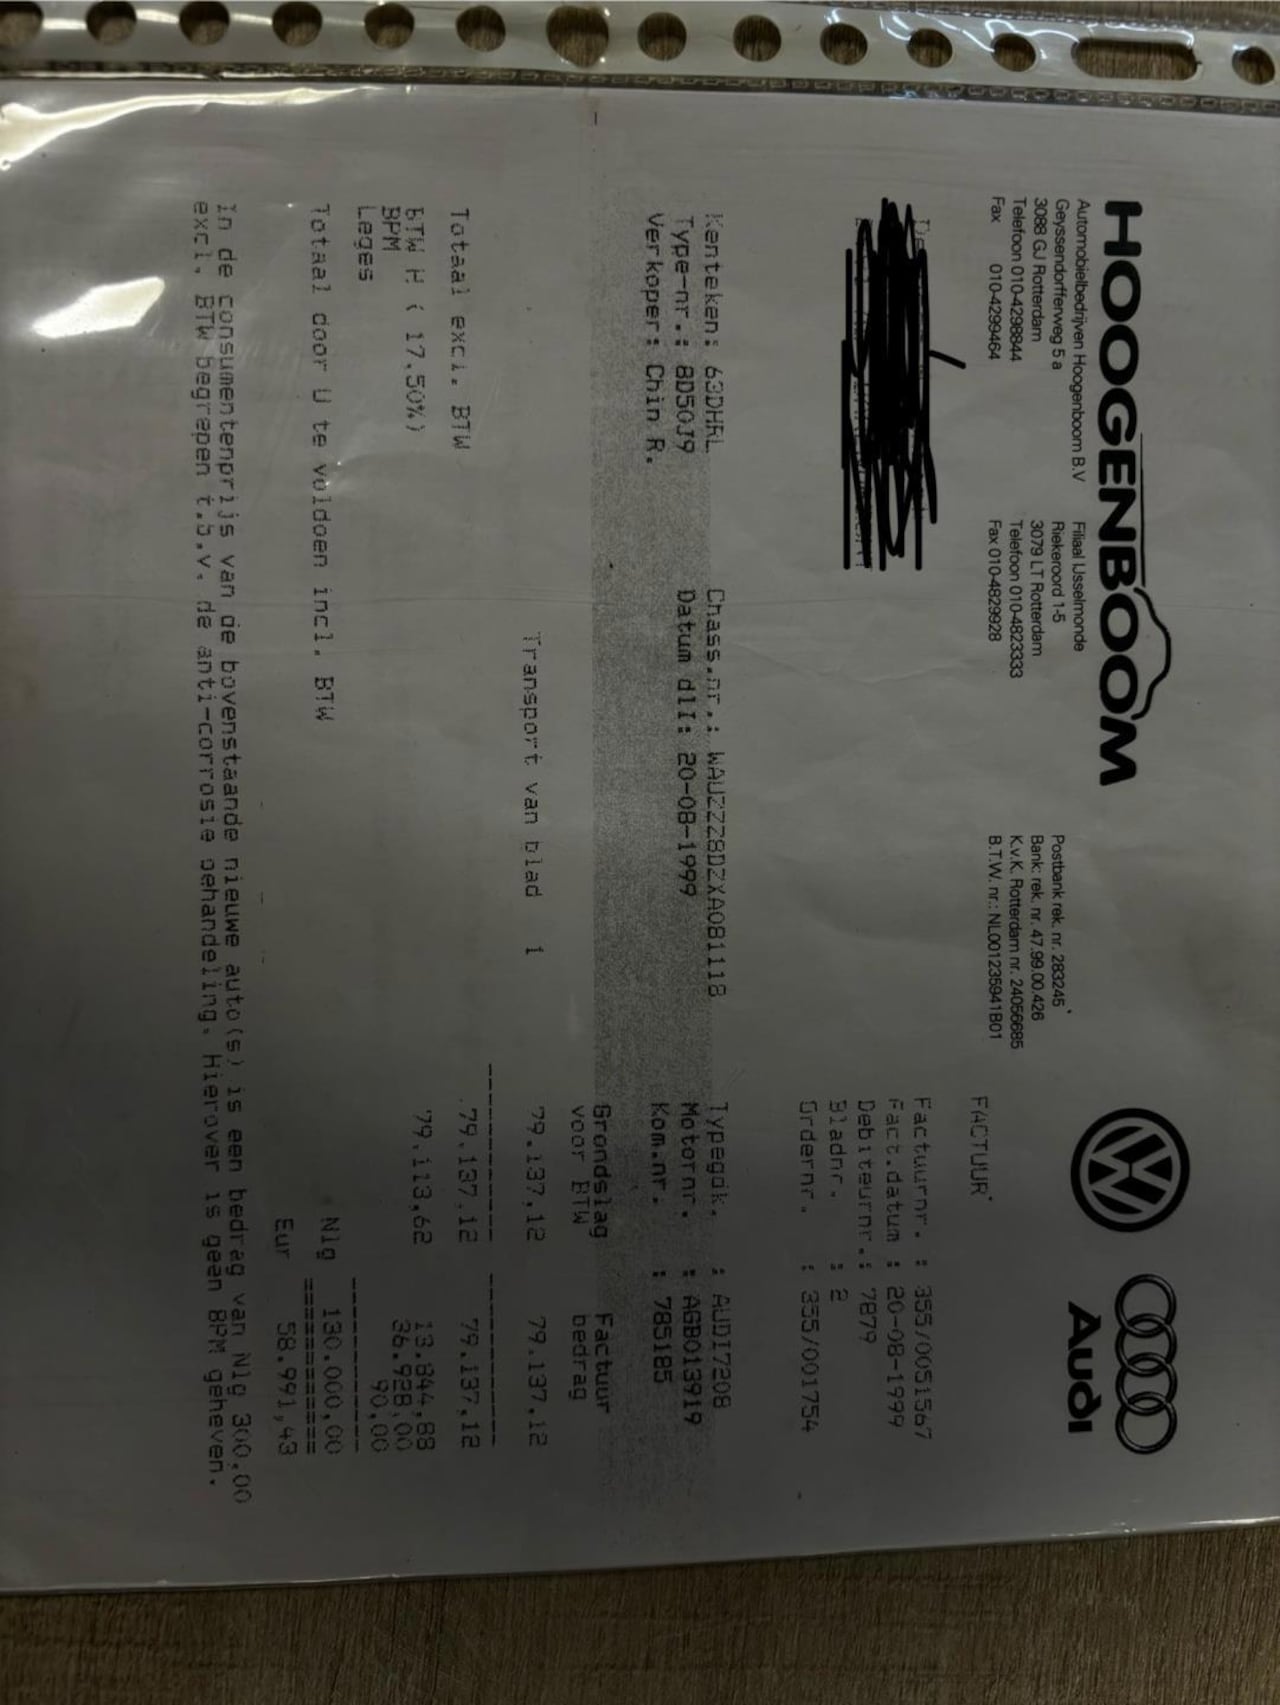 HOOGENBOOM
Automobielbedrijven Hoogenboom B.V
Geyssendorfferweg 5 a
3088 GJ Rotterdam
Telefoon 010-4298844
Fax 010-4299464
Filiaal IJsselmonde
Riekeroord 1-5
3079 LT Rotterdam
Telefoon 010-4823333
Fax 010-4829928
Postbank rek. nr. 283245
Bank: rek. nr. 47.99.00.426
K.v.K. Rotterdam nr. 24056685
B.T.W. nr.: NL001235941B01
Audi
FACTUUR
Factuurnr. : 355/0051567
Fact.datum : 20-08-1999
Debiteurnr.: 7879
Bladnr. : 2
Ordernr. : 355/001754
Kenteken: 63DHRL Chass.nr.: WAUZZZ8DZXA081118 Typegok. : AUDI7208
Type-nr.: 8D50J9 Datum dlI: 20-08-1999 Motornr. : AGB013919
Verkoper: Chin R. Kom.nr. : 785185
Grondslag Factuur
voor BTW bedrag
Transport van blad 1 79.137,12 79.137,12
Totaal excl. BTW 79.137,12 79.137,12
BTW H ( 17,50%) 79.113,62 13.844,88
BPM 36.928,00
Leges 90,00
Totaal door U te voldoen incl. BTW Nlg 130.000,00
Eur 58.991,43
In de consumentenprijs van de bovenstaande nieuwe auto(s) is een bedrag van Nlg 300,00
excl. BTW begrepen t.b.v. de anti-corrosie behandeling. Hierover is geen BPM geheven.